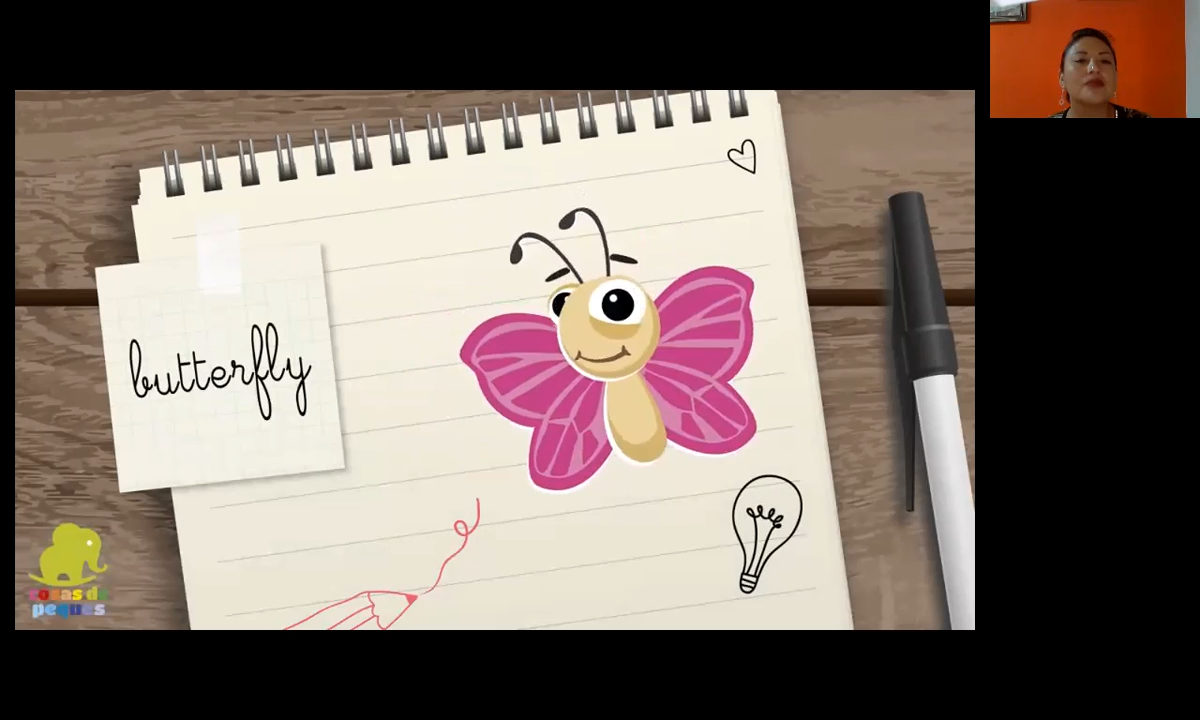 butterfly
cosas de
peques